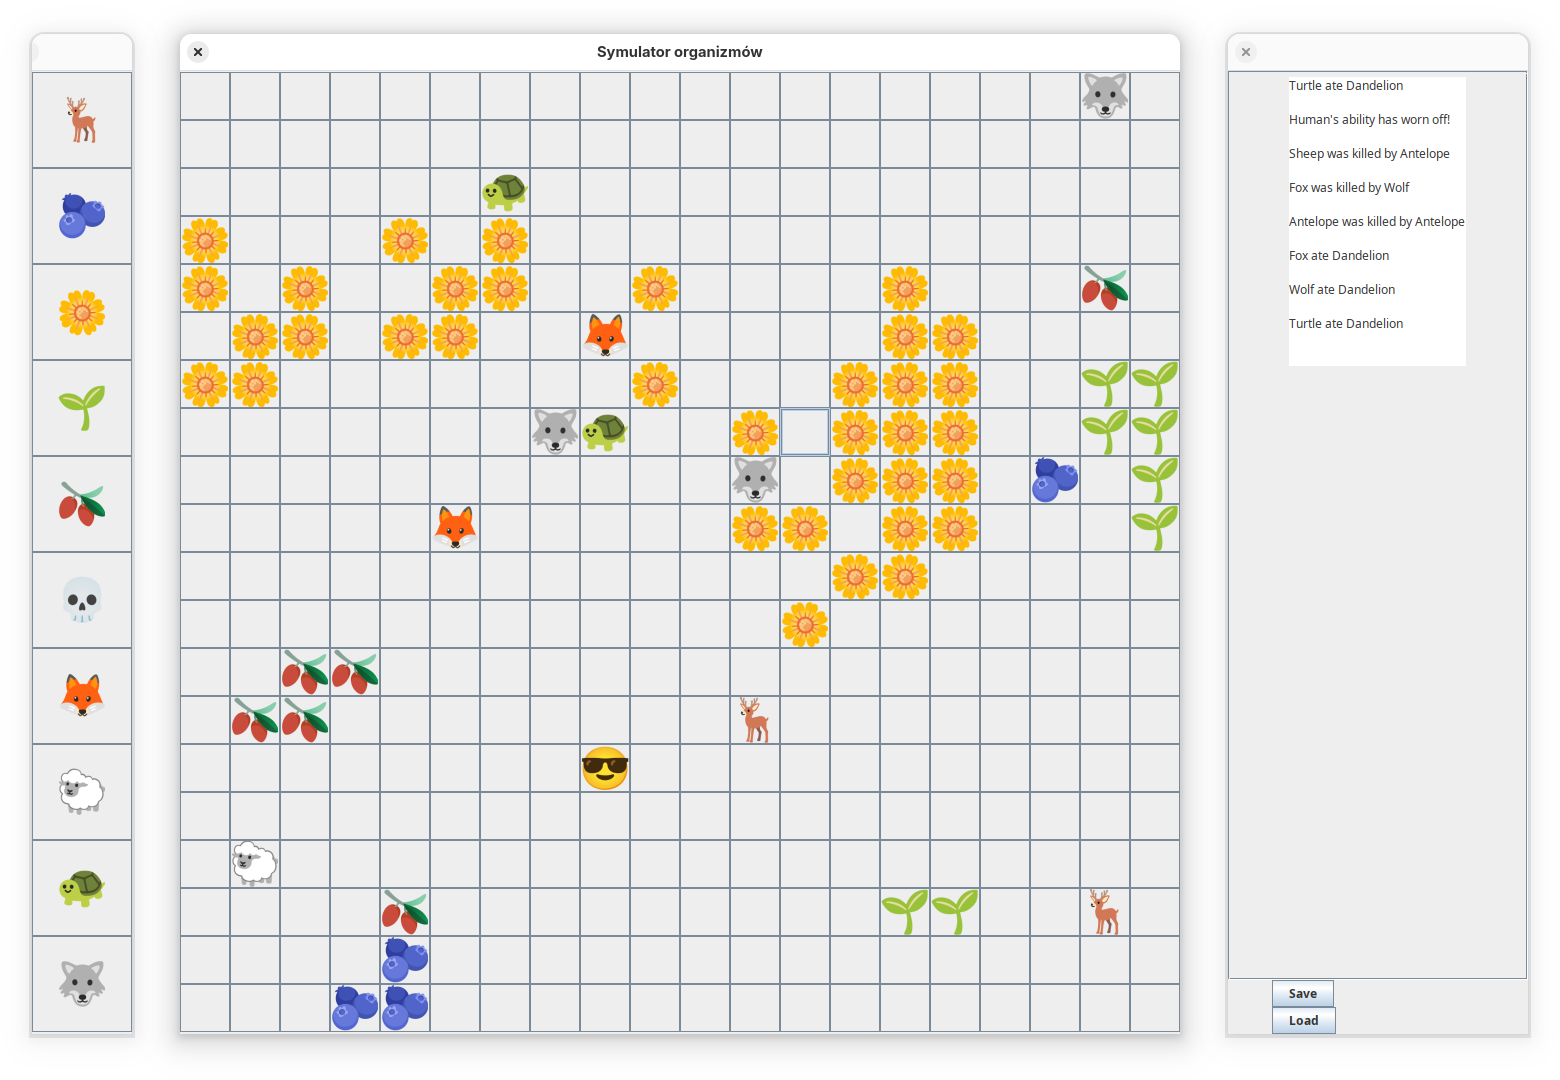 Symulator organizmów
Turtle ate Dandelion
Human's ability has worn off!
Sheep was killed by Antelope
Fox was killed by Wolf
Antelope was killed by Antelope
Fox ate Dandelion
Wolf ate Dandelion
Turtle ate Dandelion
Save
Load